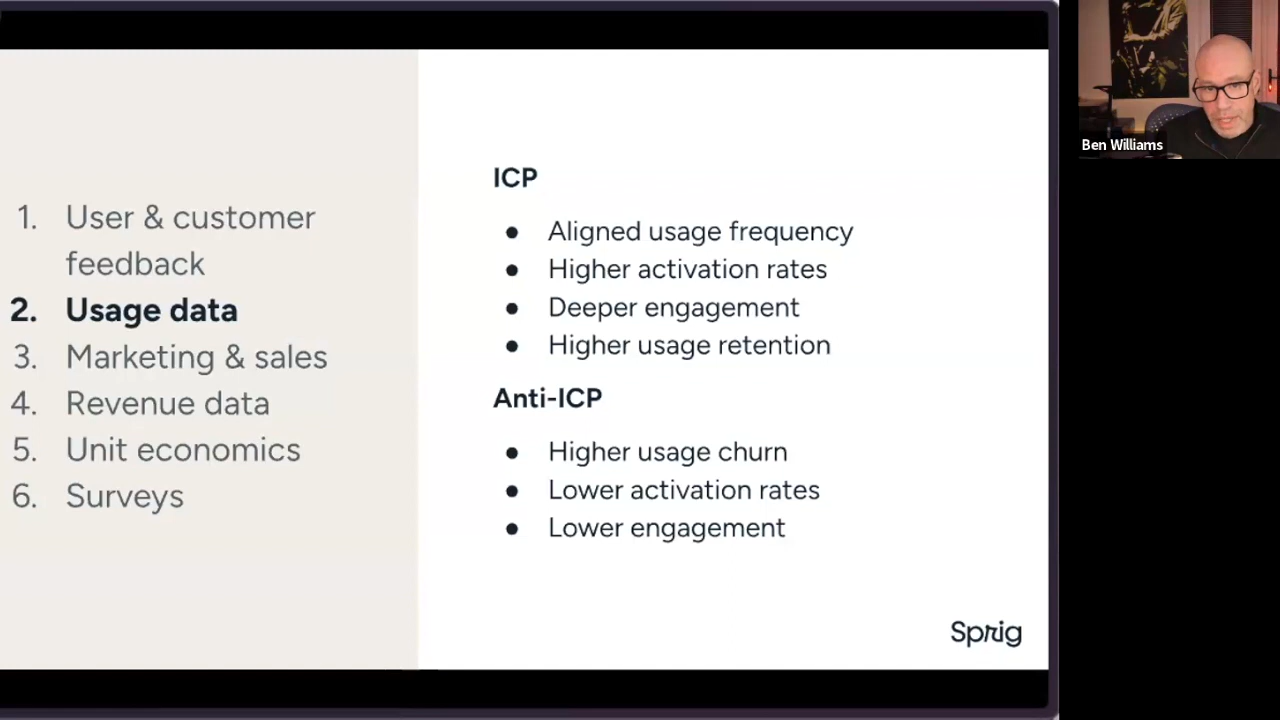 1. User & customer
feedback
2. Usage data
3. Marketing & sales
4. Revenue data
5. Unit economics
6. Surveys
ICP
● Aligned usage frequency
● Higher activation rates
● Deeper engagement
● Higher usage retention
Anti-ICP
● Higher usage churn
● Lower activation rates
● Lower engagement
Sprig
Ben Williams